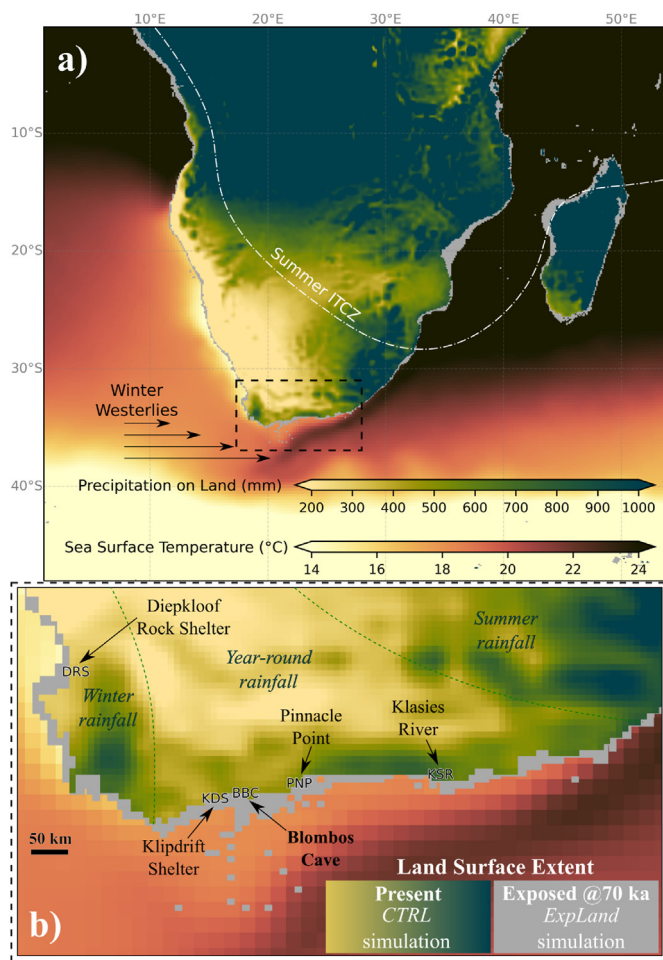 10°E 20°E 30°E 40°E 50°E
a)
10°S
20°S
Summer ITCZ
30°S
Winter
Westerlies
40°S
Precipitation on Land (mm)
200 300 400 500 600 700 800 900 1000
Sea Surface Temperature (°C)
14 16 18 20 22 24
Diepkloof
Rock Shelter
DRS
Winter
rainfall
Year-round
rainfall
Summer
rainfall
Pinnacle
Point
Klasies
River
KDS
BBC
PNP
KSR
50 km
Klipdrift
Shelter
Blombos
Cave
b)
Land Surface Extent
Present
CTRL
simulation
Exposed @70 ka
ExpLand
simulation